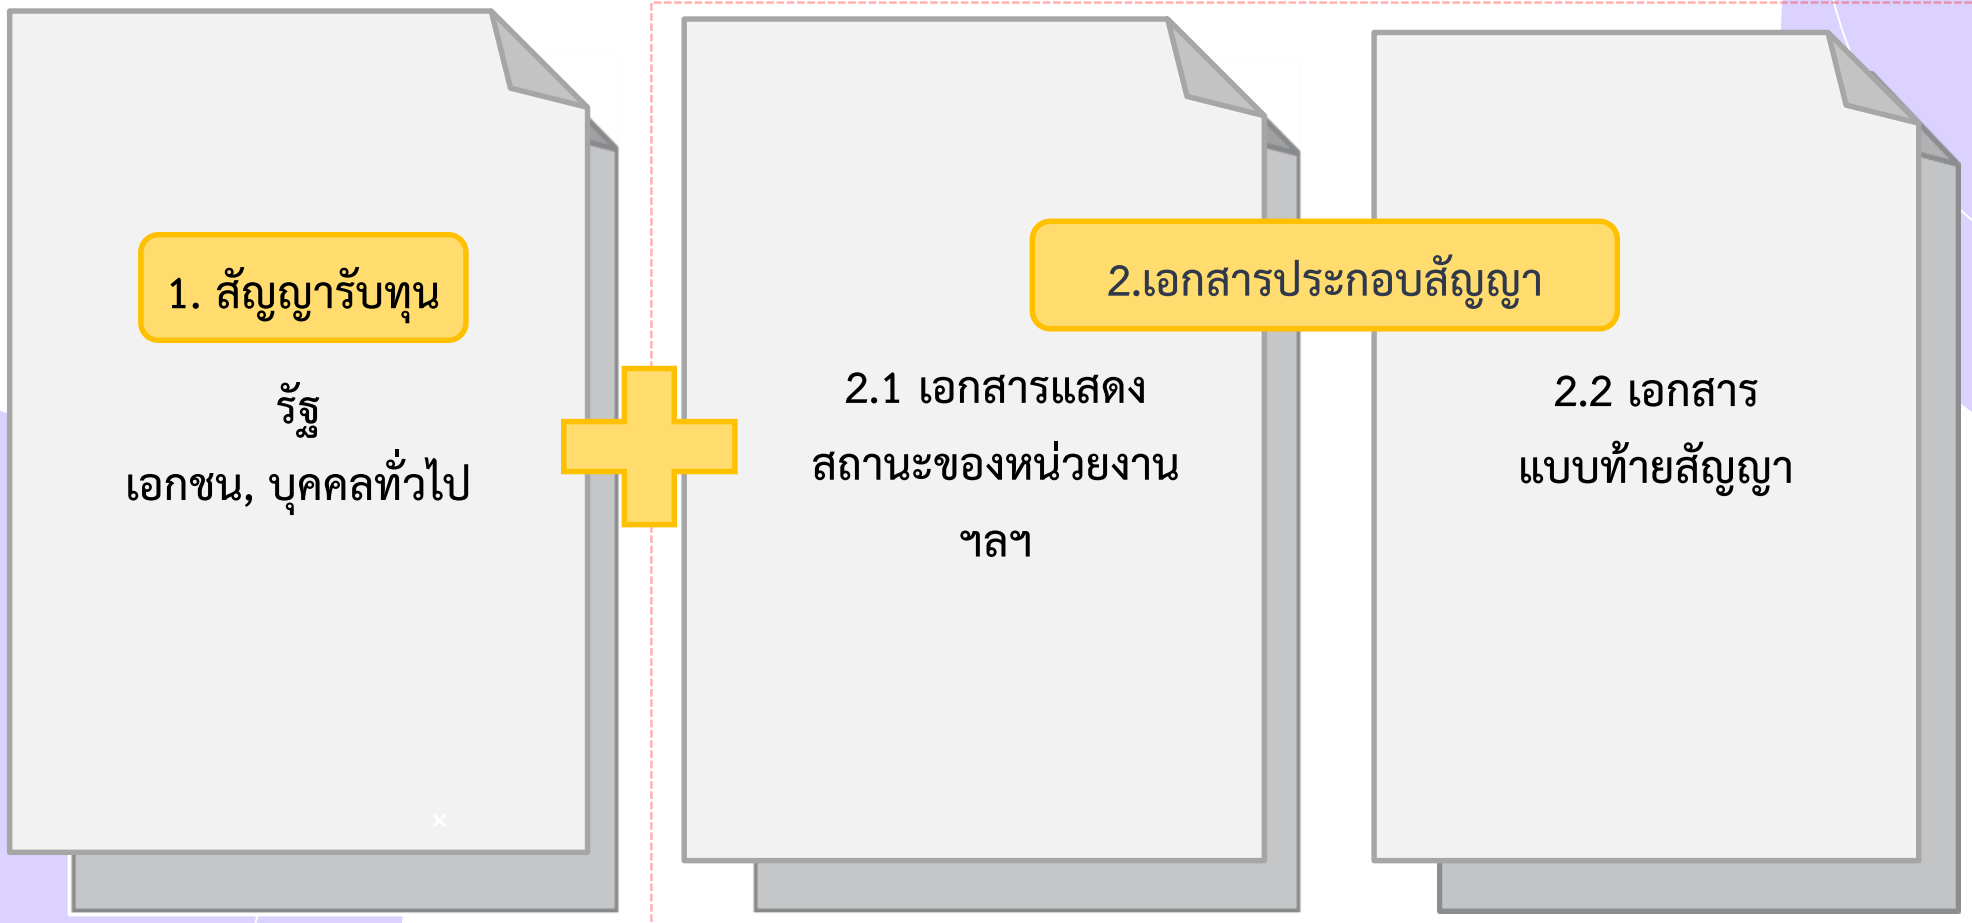 1. สัญญารับทุน
รัฐ
เอกชน, บุคคลทั่วไป
2.เอกสารประกอบสัญญา
2.1 เอกสารแสดง
สถานะของหน่วยงาน
ฯลฯ
2.2 เอกสาร
แบบท้ายสัญญา